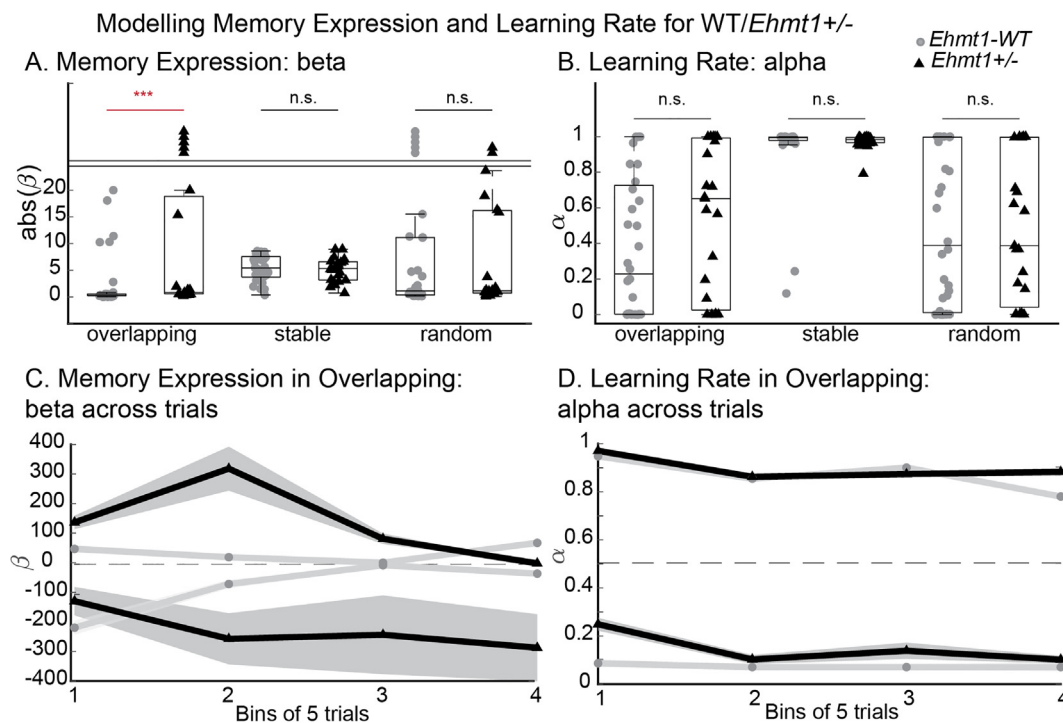 Modelling Memory Expression and Learning Rate for WT/Ehmt1+/-
Ehmt1-WT
Ehmt1+/-
A. Memory Expression: beta
***
n.s.
n.s.
abs(β)
20
15
10
5
0
overlapping
stable
random
B. Learning Rate: alpha
n.s.
n.s.
n.s.
α
1
0.8
0.6
0.4
0.2
0
overlapping
stable
random
C. Memory Expression in Overlapping:
beta across trials
β
400
300
200
100
0
-100
-200
-300
-400
1
2
3
4
Bins of 5 trials
D. Learning Rate in Overlapping:
alpha across trials
α
1
0.8
0.6
0.4
0.2
0
1
2
3
4
Bins of 5 trials